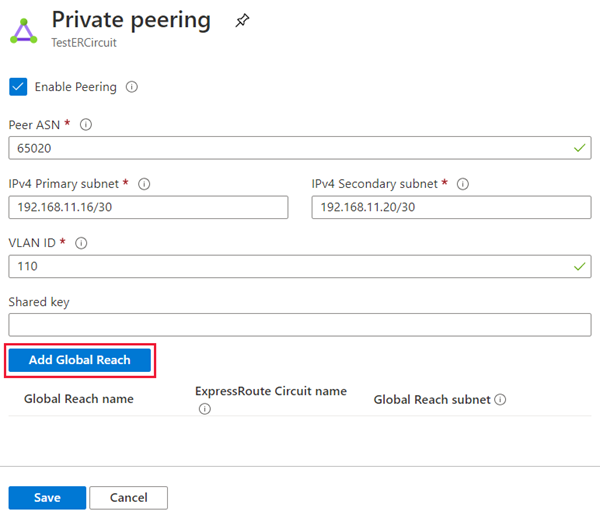 Private peering
TestERCircuit
Enable Peering
Peer ASN *
65020
IPv4 Primary subnet * IPv4 Secondary subnet *
192.168.11.16/30 192.168.11.20/30
VLAN ID *
110
Shared key
Add Global Reach
Global Reach name ExpressRoute Circuit name Global Reach subnet
Save Cancel